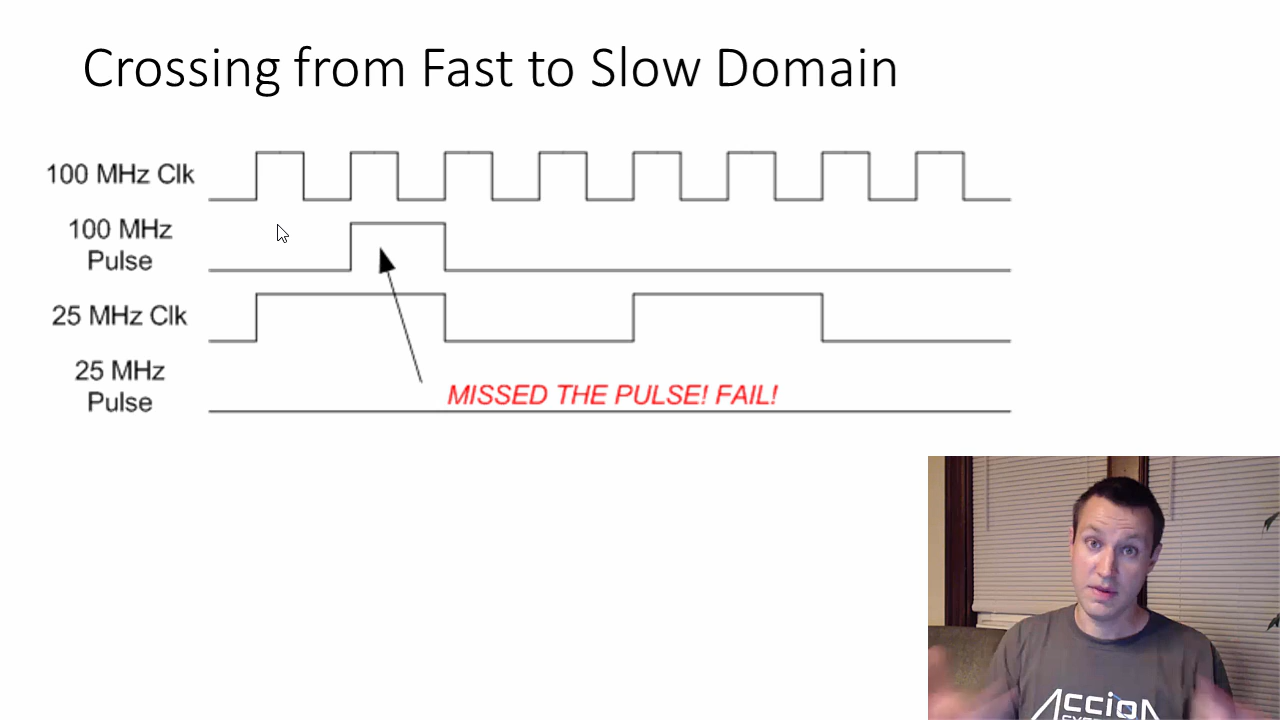 Crossing from Fast to Slow Domain
100 MHz Clk
100 MHz
Pulse
25 MHz Clk
25 MHz
Pulse
MISSED THE PULSE! FAIL!